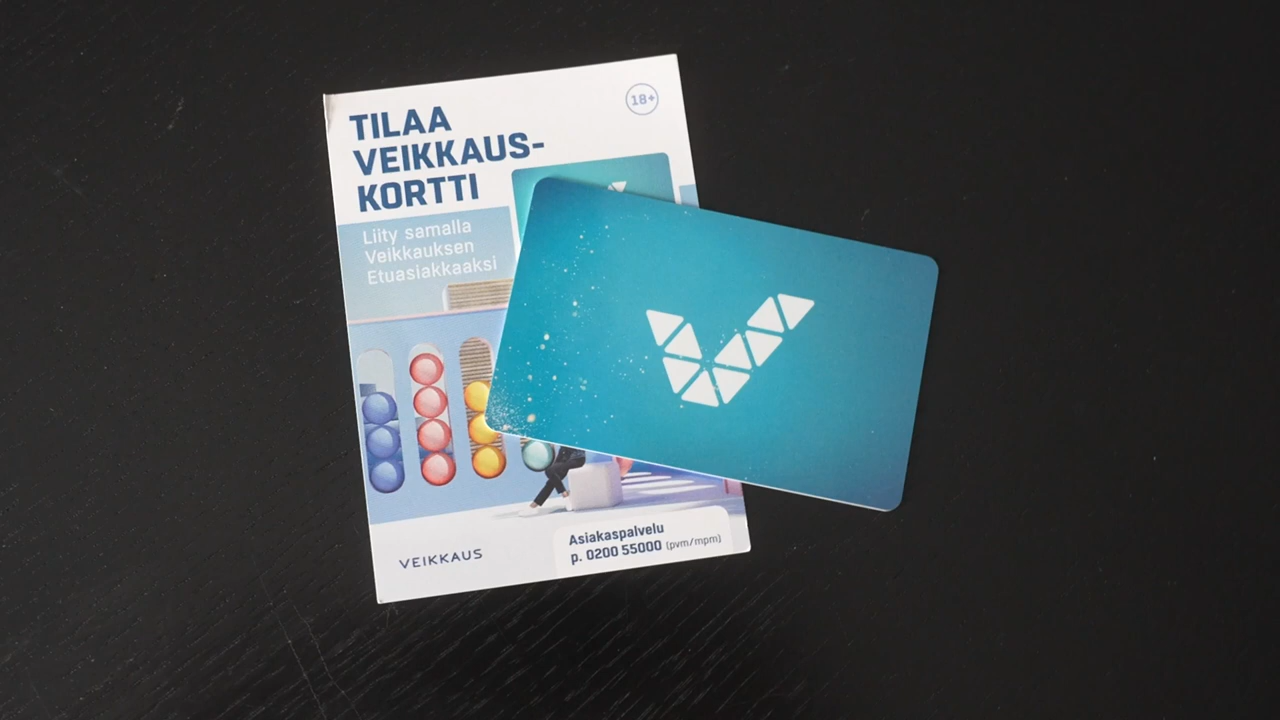 18+
TILAA
VEIKKAUS-
KORTTI
Liity samalla
Veikkauksen
Etuasiakkaaksi
VEIKKAUS
Asiakaspalvelu
p. 0200 55000 (pvm/mpm)